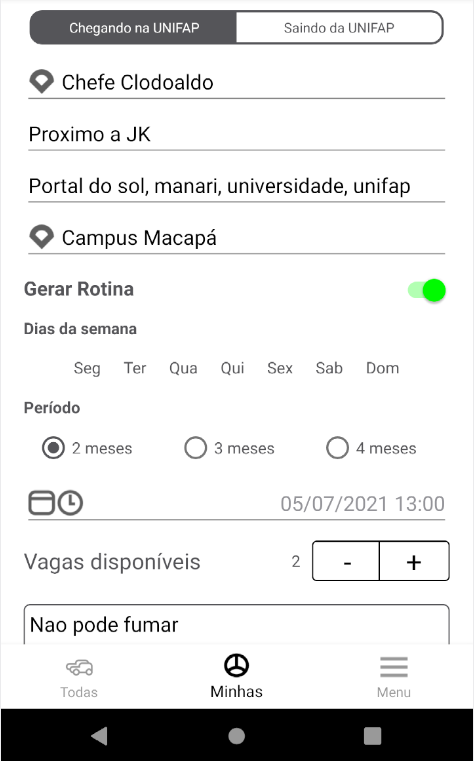 Chegando na UNIFAP Saindo da UNIFAP
Chefe Clodoaldo
Proximo a JK
Portal do sol, manari, universidade, unifap
Campus Macapá
Gerar Rotina
Dias da semana
Seg Ter Qua Qui Sex Sab Dom
Período
2 meses 3 meses 4 meses
05/07/2021 13:00
Vagas disponíveis 2 - +
Nao pode fumar
Todas Minhas Menu